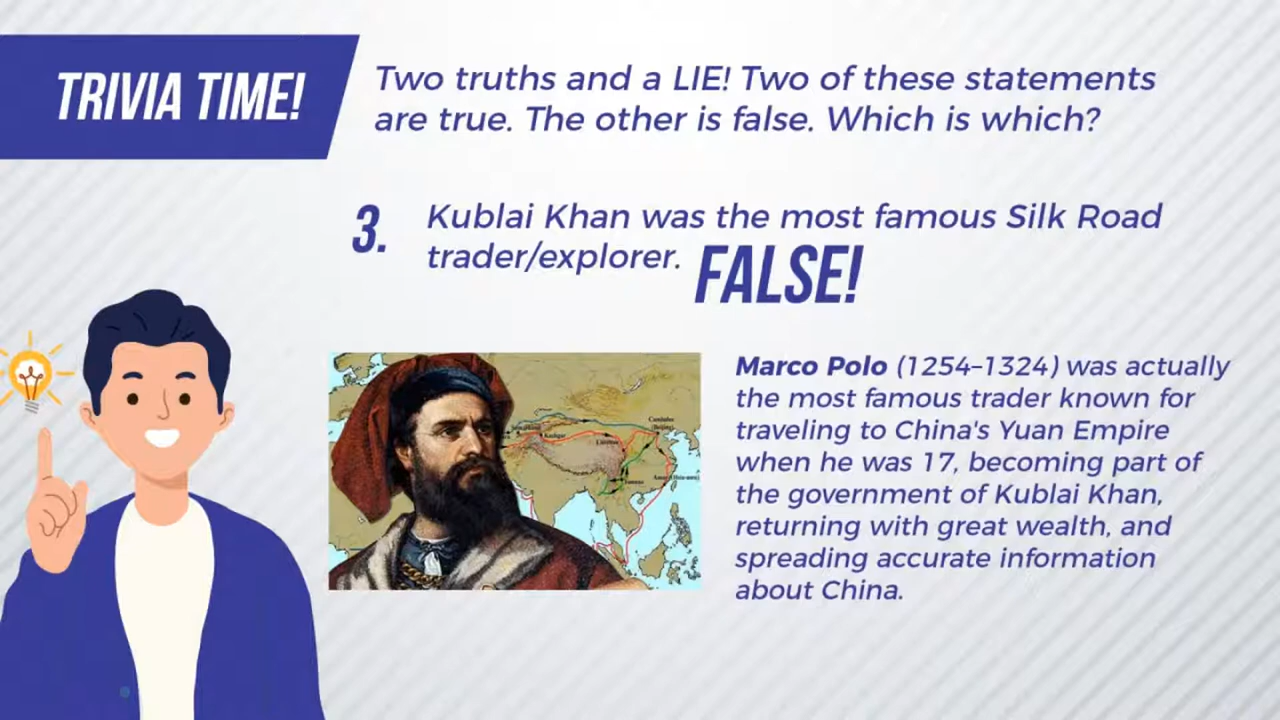 TRIVIA TIME!
Two truths and a LIE! Two of these statements
are true. The other is false. Which is which?
3.
Kublai Khan was the most famous Silk Road
trader/explorer. FALSE!
Marco Polo (1254–1324) was actually
the most famous trader known for
traveling to China's Yuan Empire
when he was 17, becoming part of
the government of Kublai Khan,
returning with great wealth, and
spreading accurate information
about China.
Kashgar
(Beijing)